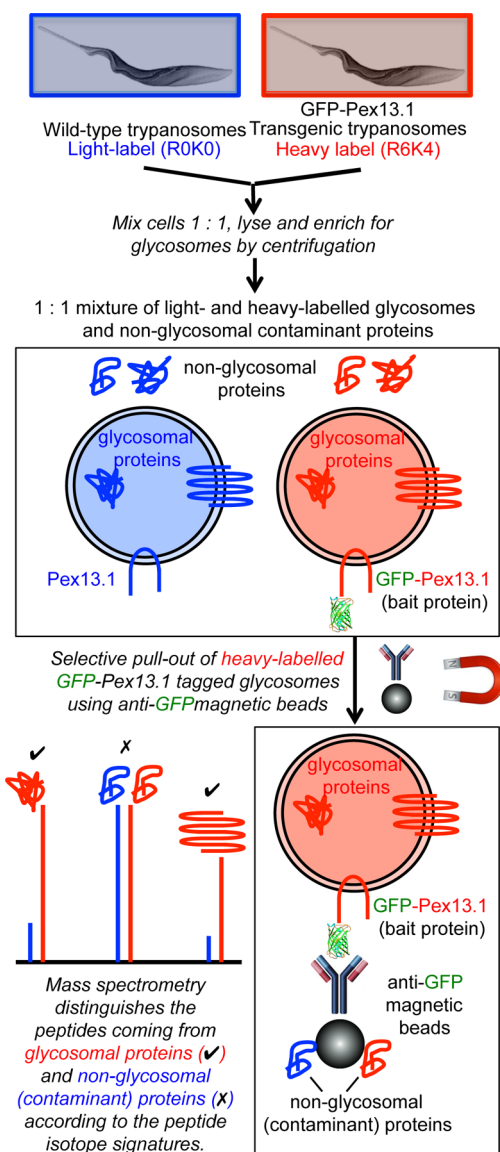 GFP-Pex13.1
Wild-type trypanosomes Transgenic trypanosomes
Light-label (R0K0) Heavy label (R6K4)
Mix cells 1 : 1, lyse and enrich for
glycosomes by centrifugation
1 : 1 mixture of light- and heavy-labelled glycosomes
and non-glycosomal contaminant proteins
non-glycosomal
proteins
glycosomal
proteins
glycosomal
proteins
Pex13.1
GFP-Pex13.1
(bait protein)
Selective pull-out of heavy-labelled
GFP-Pex13.1 tagged glycosomes
using anti-GFPmagnetic beads
N
S
✔ ✗ ✔
glycosomal
proteins
GFP-Pex13.1
(bait protein)
anti-GFP
magnetic
beads
non-glycosomal
(contaminant) proteins
Mass spectrometry
distinguishes the
peptides coming from
glycosomal proteins (✔)
and non-glycosomal
(contaminant) proteins (✗)
according to the peptide
isotope signatures.